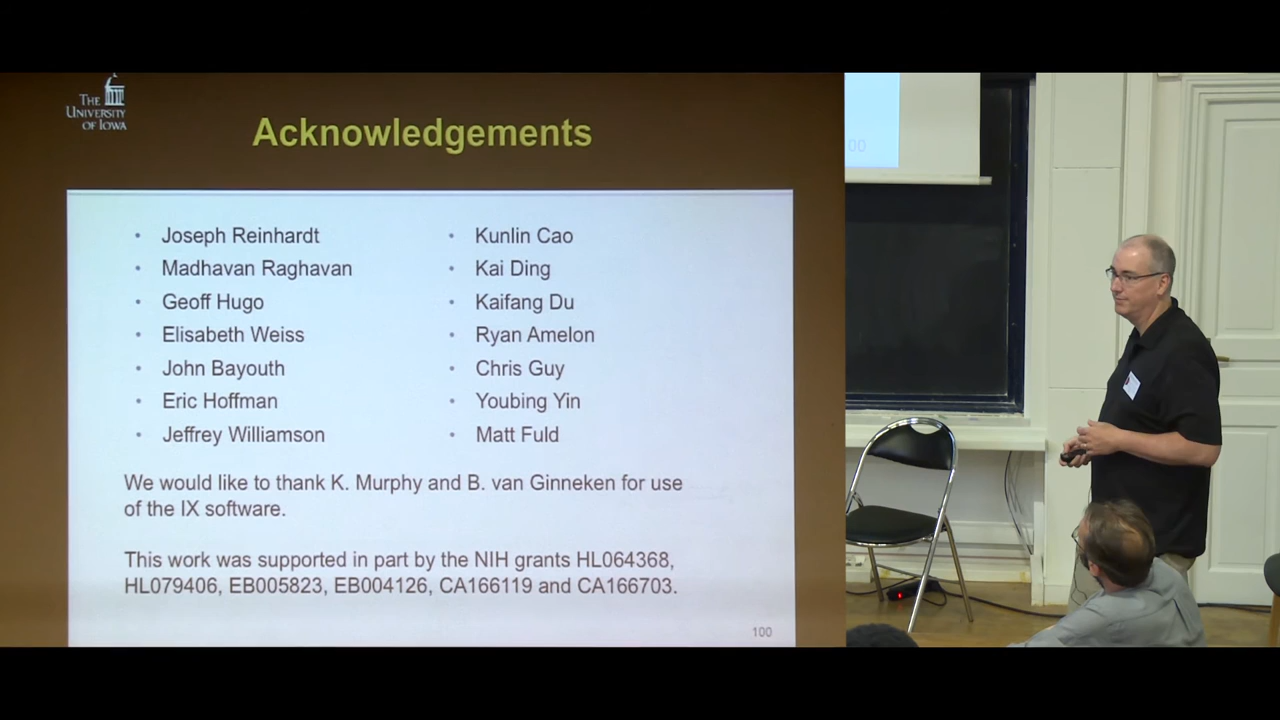 THE
UNIVERSITY
OF IOWA
Acknowledgements
• Joseph Reinhardt
• Madhavan Raghavan
• Geoff Hugo
• Elisabeth Weiss
• John Bayouth
• Eric Hoffman
• Jeffrey Williamson
• Kunlin Cao
• Kai Ding
• Kaifang Du
• Ryan Amelon
• Chris Guy
• Youbing Yin
• Matt Fuld
We would like to thank K. Murphy and B. van Ginneken for use
of the IX software.
This work was supported in part by the NIH grants HL064368,
HL079406, EB005823, EB004126, CA166119 and CA166703.
100
00